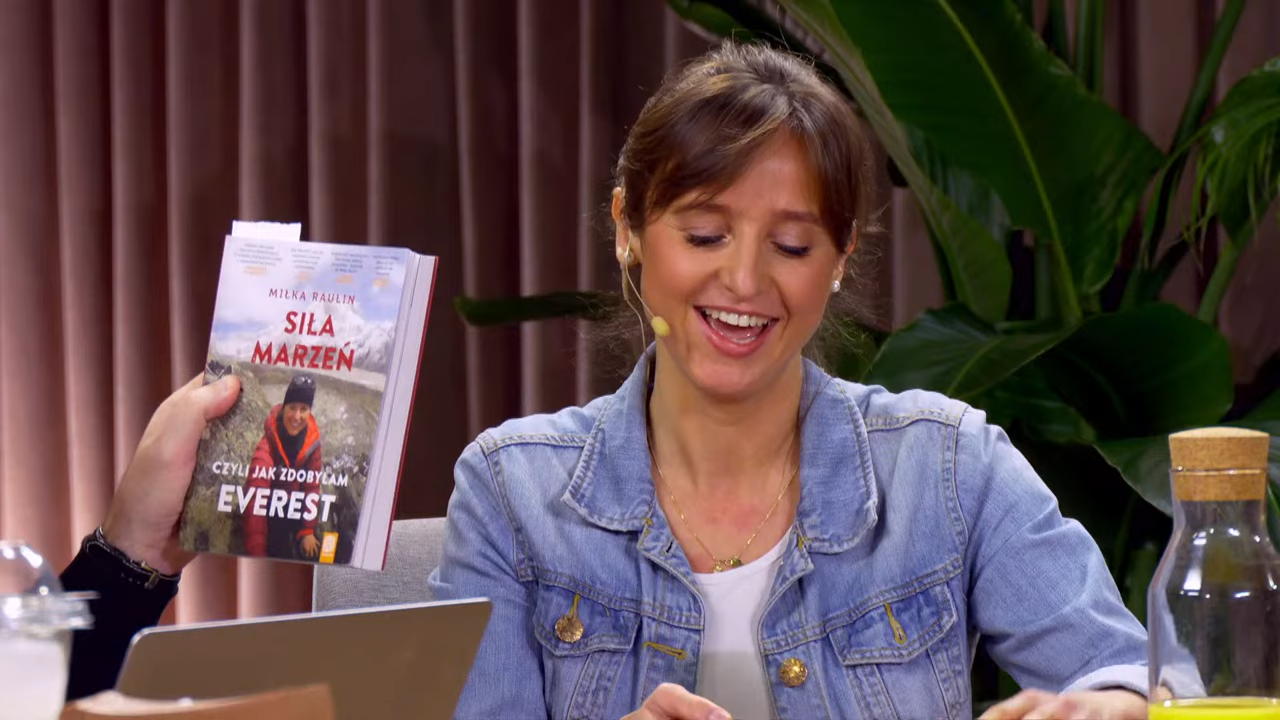 MIŁKA RAULIN
SIŁA
MARZEŃ
CZYLI JAK ZDOBYŁAM
EVEREST